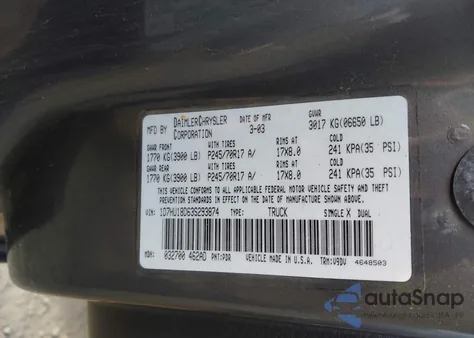 MFD BY DAIMLERCHRYSLER CORPORATION DATE OF MFR 3-03 GVWR 3017 KG(06650 LB)
GAWR FRONT WITH TIRES RIMS AT COLD
1770 KG(3900 LB) P245/70R17 A/ 17X8.0 241 KPA(35 PSI)
GAWR REAR WITH TIRES RIMS AT COLD
1770 KG(3900 LB) P245/70R17 A/ 17X8.0 241 KPA(35 PSI)
THIS VEHICLE CONFORMS TO ALL APPLICABLE FEDERAL MOTOR VEHICLE SAFETY AND
THEFT PREVENTION STANDARDS IN EFFECT ON THE DATE OF MANUFACTURE SHOWN ABOVE.
VIN: 1D7HU18D63S293874 TYPE: TRUCK SINGLE X DUAL
MDH: 032700 462AD PNT:PDR VEHICLE MADE IN U.S.A. TRM:V9DV 4648503
autoSnap